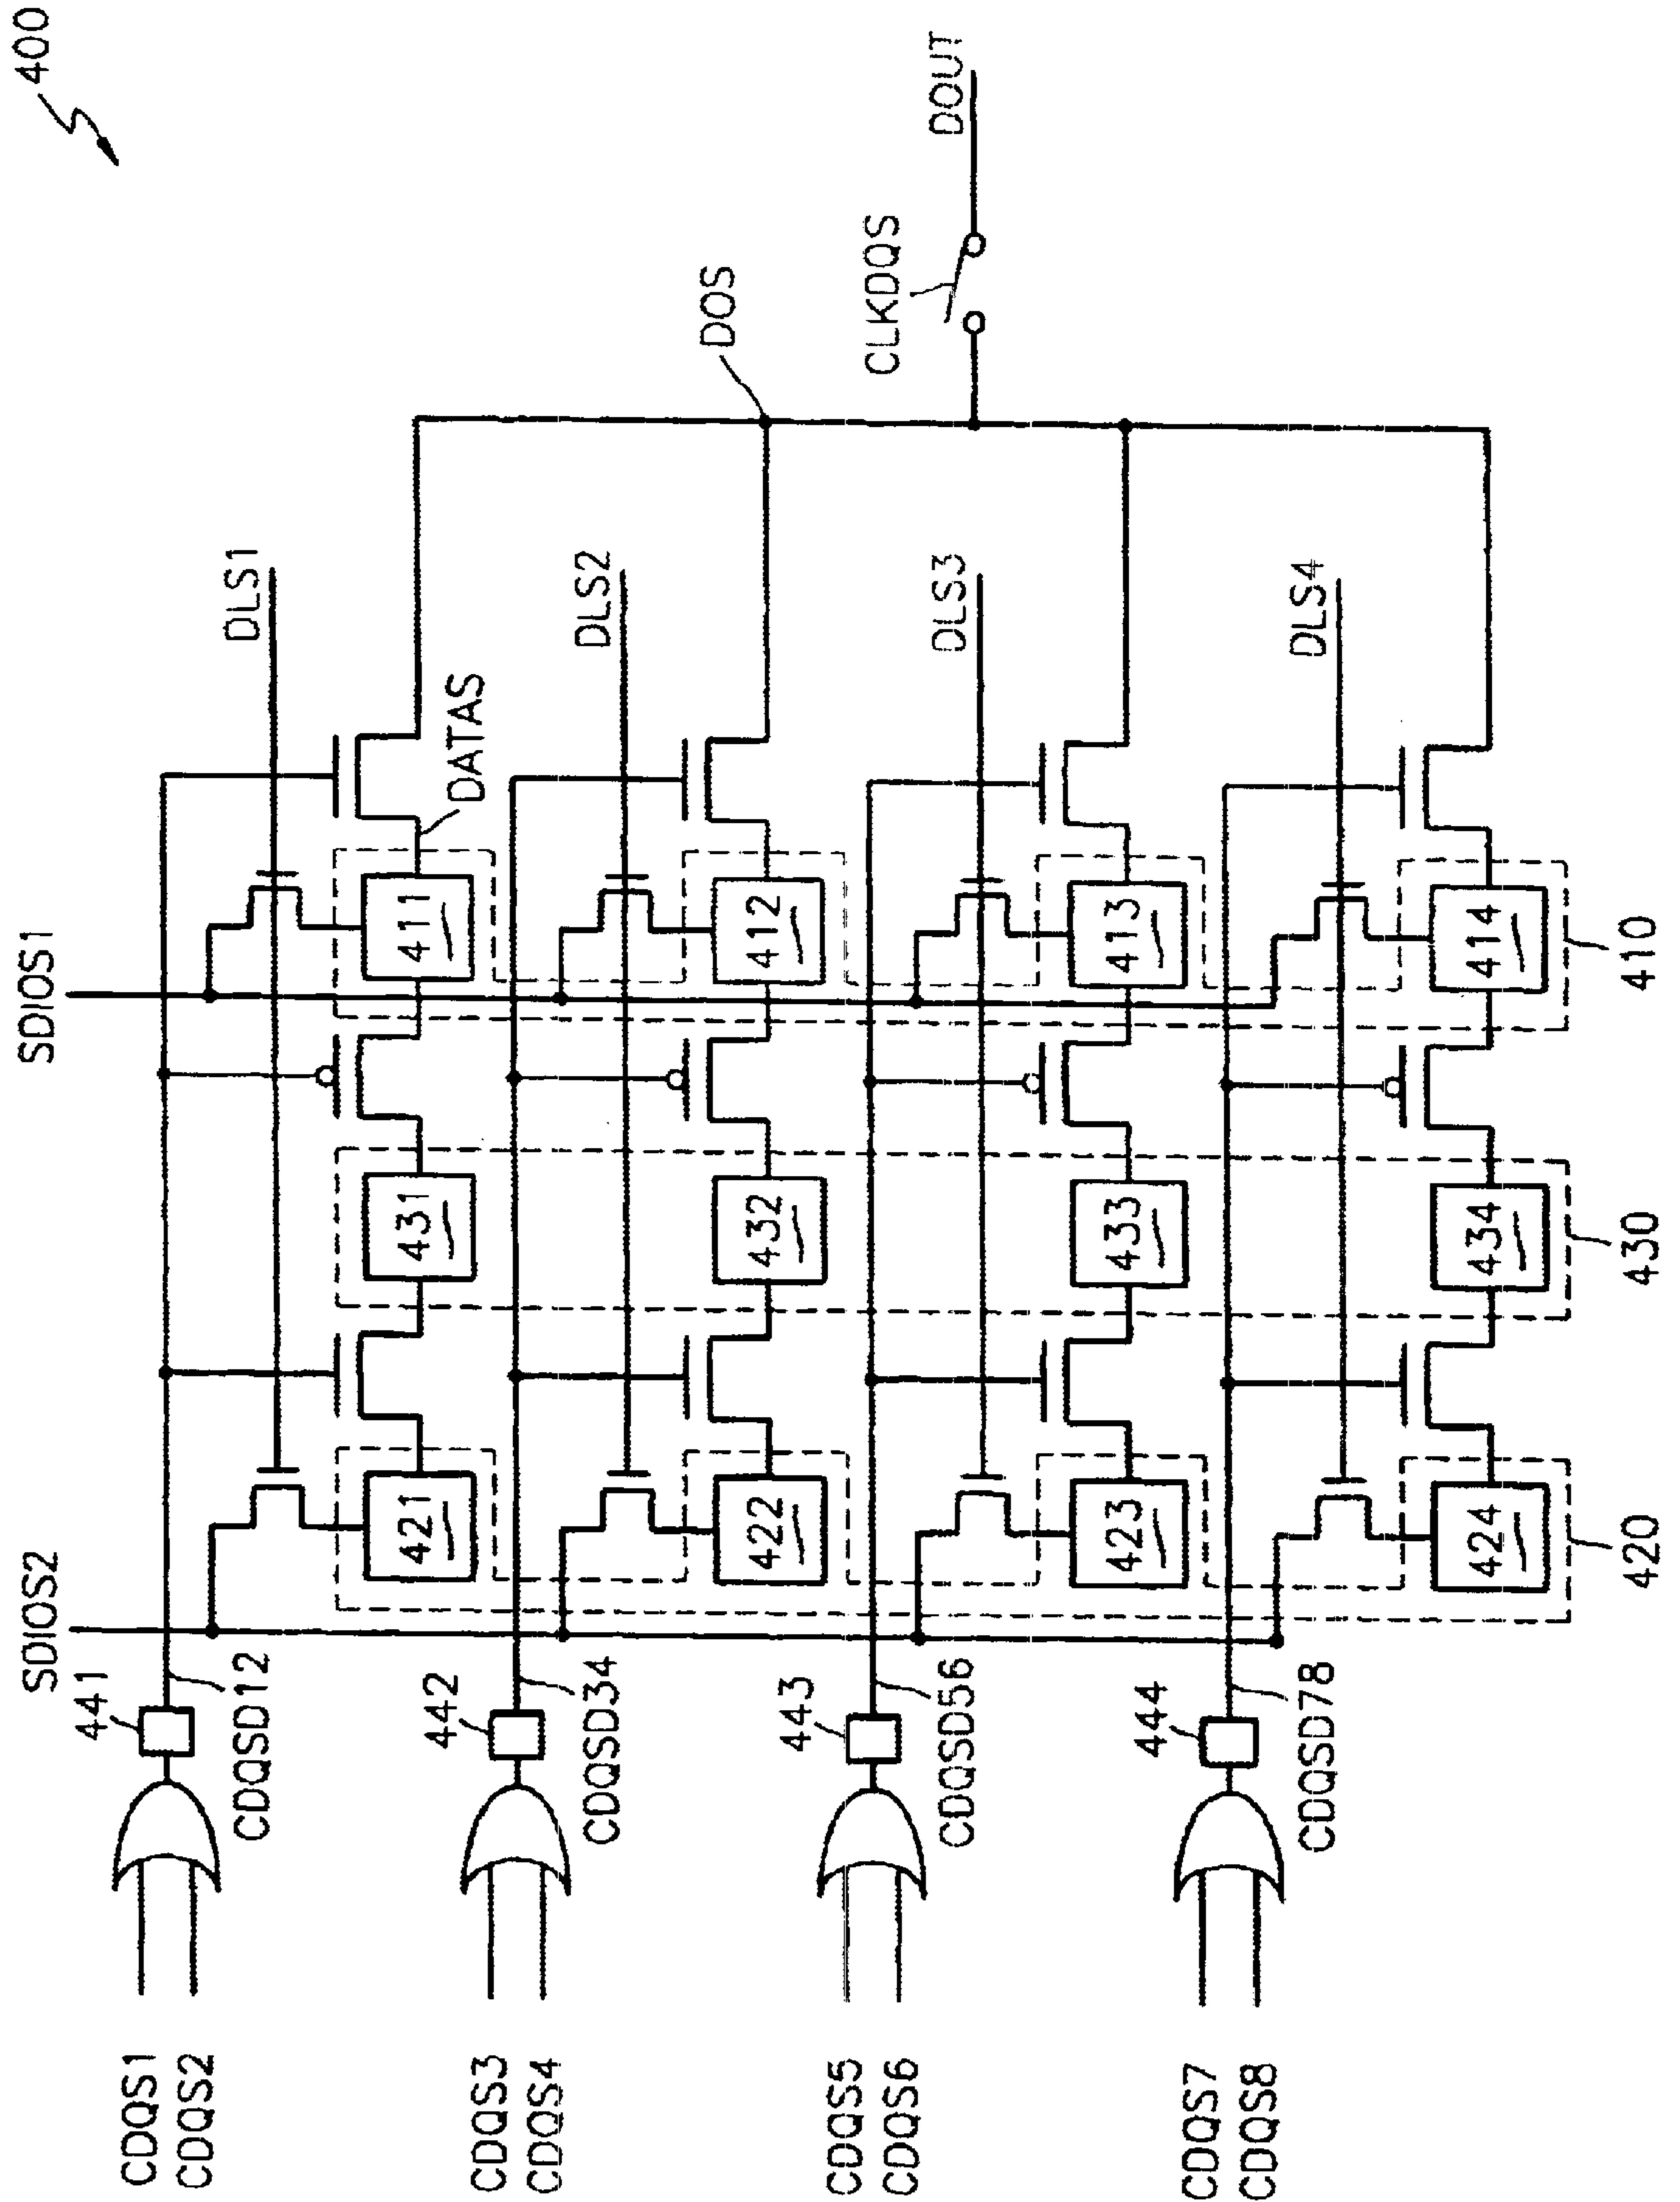 400
SDIOS2
SDIOS1
CDQS1
CDQS2
441
CDQSD12
DLS1
421
431
411
DATAS
CDQS3
CDQS4
442
CDQSD34
DLS2
422
432
412
DOS
CDQS5
CDQS6
443
CDQSD56
DLS3
423
433
413
CLKDQS
DOUT
CDQS7
CDQS8
444
CDQSD78
DLS4
424
434
414
420
430
410